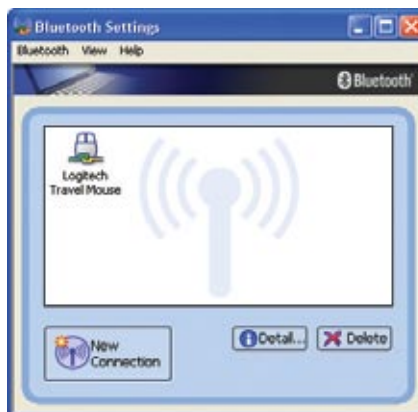 Bluetooth Settings
Bluetooth View Help
Bluetooth
Logitech
Travel Mouse
New
Connection
Detail...
Delete